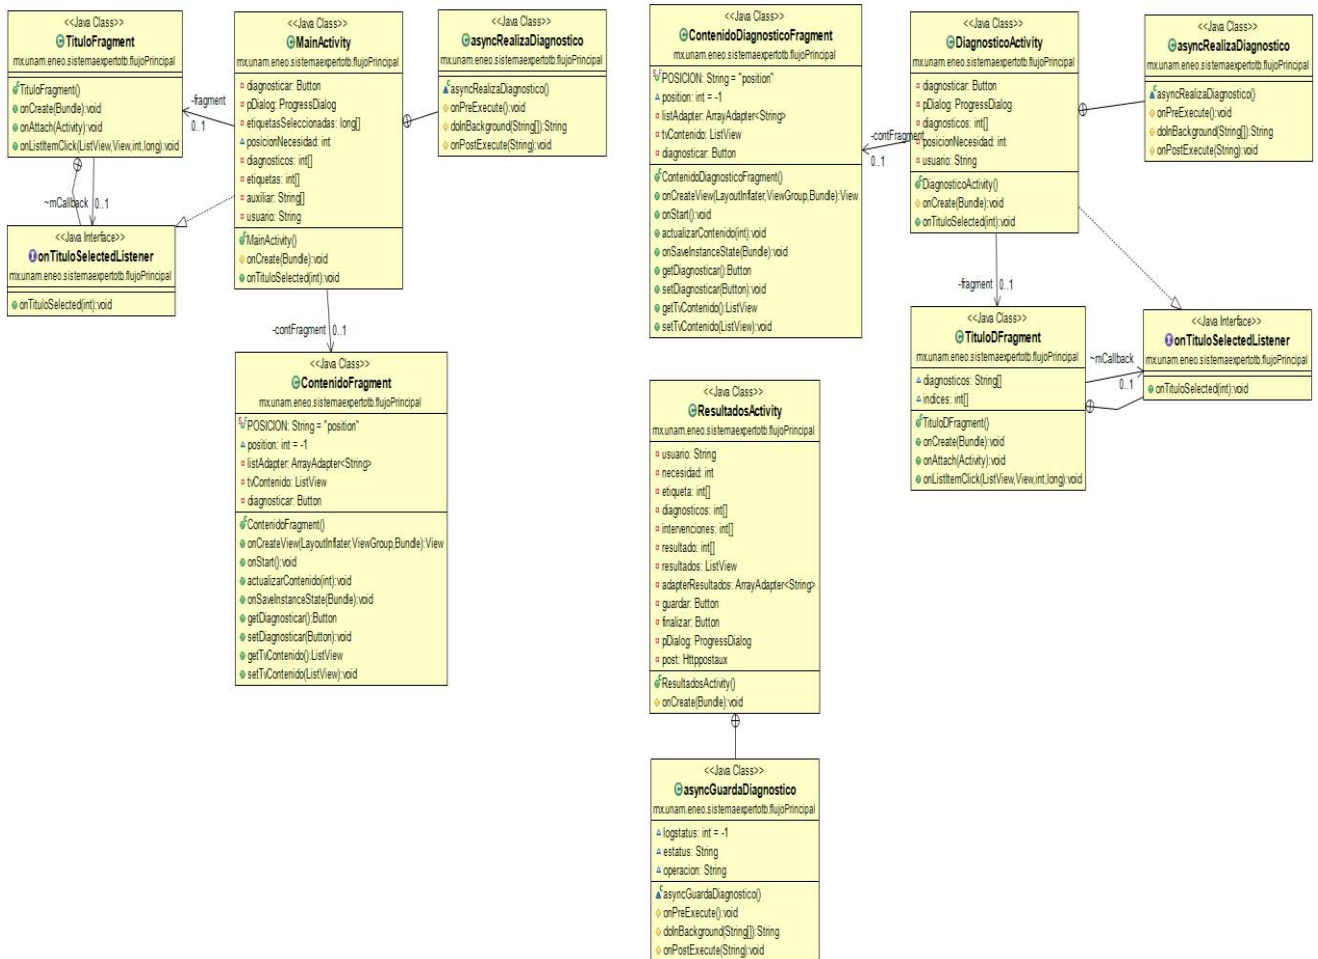 <<Java Class>>
TituloFragment
mx.unam.eneo.sistemaexpertotb.flujoPrincipal
TituloFragment()
onCreate(Bundle):void
onAttach(Activity):void
onListItemClick(ListView,View,int,long):void
-fragment
0..1
~mCallback
0..1
<<Java Interface>>
onTituloSelectedListener
mx.unam.eneo.sistemaexpertotb.flujoPrincipal
onTituloSelected(int):void
<<Java Class>>
MainActivity
mx.unam.eneo.sistemaexpertotb.flujoPrincipal
diagnosticar: Button
pDialog: ProgressDialog
etiquetasSeleccionadas: long[]
posicionNecesidad: int
diagnosticos: int[]
etiquetas: int[]
auxiliar: String[]
usuario: String
MainActivity()
onCreate(Bundle):void
onTituloSelected(int):void
<<Java Class>>
asyncRealizaDiagnostico
mx.unam.eneo.sistemaexpertotb.flujoPrincipal
asyncRealizaDiagnostico()
onPreExecute():void
doInBackground(String[]):String
onPostExecute(String):void
-contFragment
0..1
<<Java Class>>
ContenidoFragment
mx.unam.eneo.sistemaexpertotb.flujoPrincipal
POSICION: String = "position"
position: int = -1
listAdapter: ArrayAdapter<String>
tvContenido: ListView
diagnosticar: Button
ContenidoFragment()
onCreateView(LayoutInflater,ViewGroup,Bundle):View
onStart():void
actualizarContenido(int):void
onSaveInstanceState(Bundle):void
getDiagnosticar():Button
setDiagnosticar(Button):void
getTvContenido():ListView
setTvContenido(ListView):void
<<Java Class>>
ContenidoDiagnosticoFragment
mx.unam.eneo.sistemaexpertotb.flujoPrincipal
POSICION: String = "position"
position: int = -1
listAdapter: ArrayAdapter<String>
tvContenido: ListView
diagnosticar: Button
ContenidoDiagnosticoFragment()
onCreateView(LayoutInflater,ViewGroup,Bundle):View
onStart():void
actualizarContenido(int):void
onSaveInstanceState(Bundle):void
getDiagnosticar():Button
setDiagnosticar(Button):void
getTvContenido():ListView
setTvContenido(ListView):void
-contFragment
0..1
<<Java Class>>
DiagnosticoActivity
mx.unam.eneo.sistemaexpertotb.flujoPrincipal
diagnosticar: Button
pDialog: ProgressDialog
diagnosticos: int[]
posicionNecesidad: int
usuario: String
DiagnosticoActivity()
onCreate(Bundle):void
onTituloSelected(int):void
<<Java Class>>
asyncRealizaDiagnostico
mx.unam.eneo.sistemaexpertotb.flujoPrincipal
asyncRealizaDiagnostico()
onPreExecute():void
doInBackground(String[]):String
onPostExecute(String):void
-fragment
0..1
<<Java Class>>
TituloDFragment
mx.unam.eneo.sistemaexpertotb.flujoPrincipal
diagnosticos: String[]
indices: int[]
TituloDFragment()
onCreate(Bundle):void
onAttach(Activity):void
onListItemClick(ListView,View,int,long):void
~mCallback
0..1
<<Java Interface>>
onTituloSelectedListener
mx.unam.eneo.sistemaexpertotb.flujoPrincipal
onTituloSelected(int):void
<<Java Class>>
ResultadosActivity
mx.unam.eneo.sistemaexpertotb.flujoPrincipal
usuario: String
necesidad: int
etiqueta: int[]
diagnosticos: int[]
intervenciones: int[]
resultado: int[]
resultados: ListView
adapterResultados: ArrayAdapter<String>
guardar: Button
finalizar: Button
pDialog: ProgressDialog
post: Httppostaux
ResultadosActivity()
onCreate(Bundle):void
<<Java Class>>
asyncGuardaDiagnostico
mx.unam.eneo.sistemaexpertotb.flujoPrincipal
logstatus: int = -1
estatus: String
operacion: String
asyncGuardaDiagnostico()
onPreExecute():void
doInBackground(String[]):String
onPostExecute(String):void